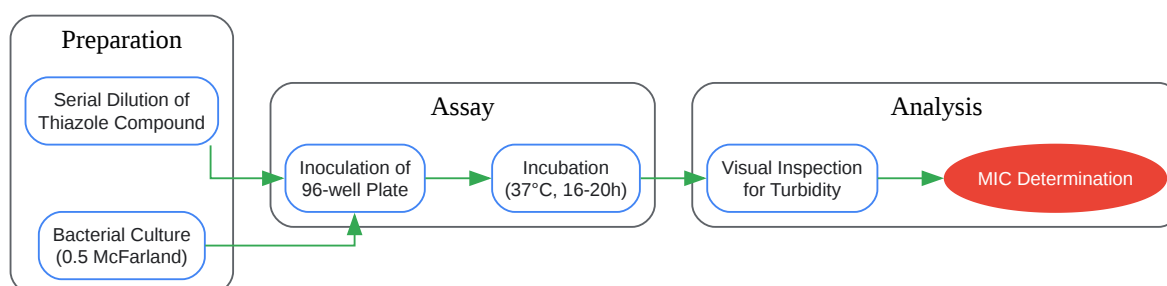 Preparation
Serial Dilution of
Thiazole Compound
Bacterial Culture
(0.5 McFarland)
Assay
Inoculation of
96-well Plate
Incubation
(37°C, 16-20h)
Analysis
Visual Inspection
for Turbidity
MIC Determination